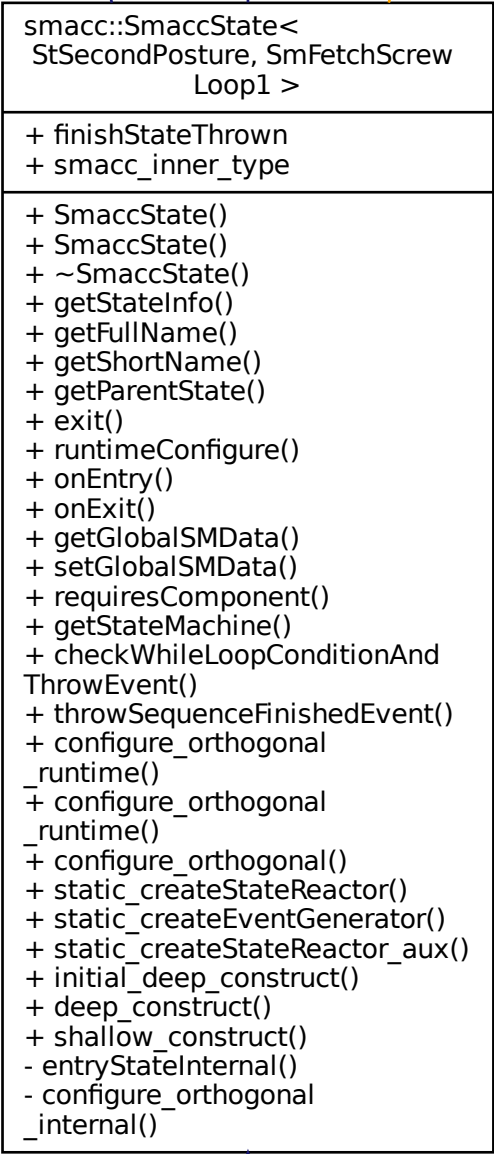 smacc::SmaccState<
StSecondPosture, SmFetchScrew
Loop1 >
+ finishStateThrown
+ smacc_inner_type
+ SmaccState()
+ SmaccState()
+ ~SmaccState()
+ getStateInfo()
+ getFullName()
+ getShortName()
+ getParentState()
+ exit()
+ runtimeConfigure()
+ onEntry()
+ onExit()
+ getGlobalSMData()
+ setGlobalSMData()
+ requiresComponent()
+ getStateMachine()
+ checkWhileLoopConditionAnd
ThrowEvent()
+ throwSequenceFinishedEvent()
+ configure_orthogonal
_runtime()
+ configure_orthogonal
_runtime()
+ configure_orthogonal()
+ static_createStateReactor()
+ static_createEventGenerator()
+ static_createStateReactor_aux()
+ initial_deep_construct()
+ deep_construct()
+ shallow_construct()
- entryStateInternal()
- configure_orthogonal
_internal()